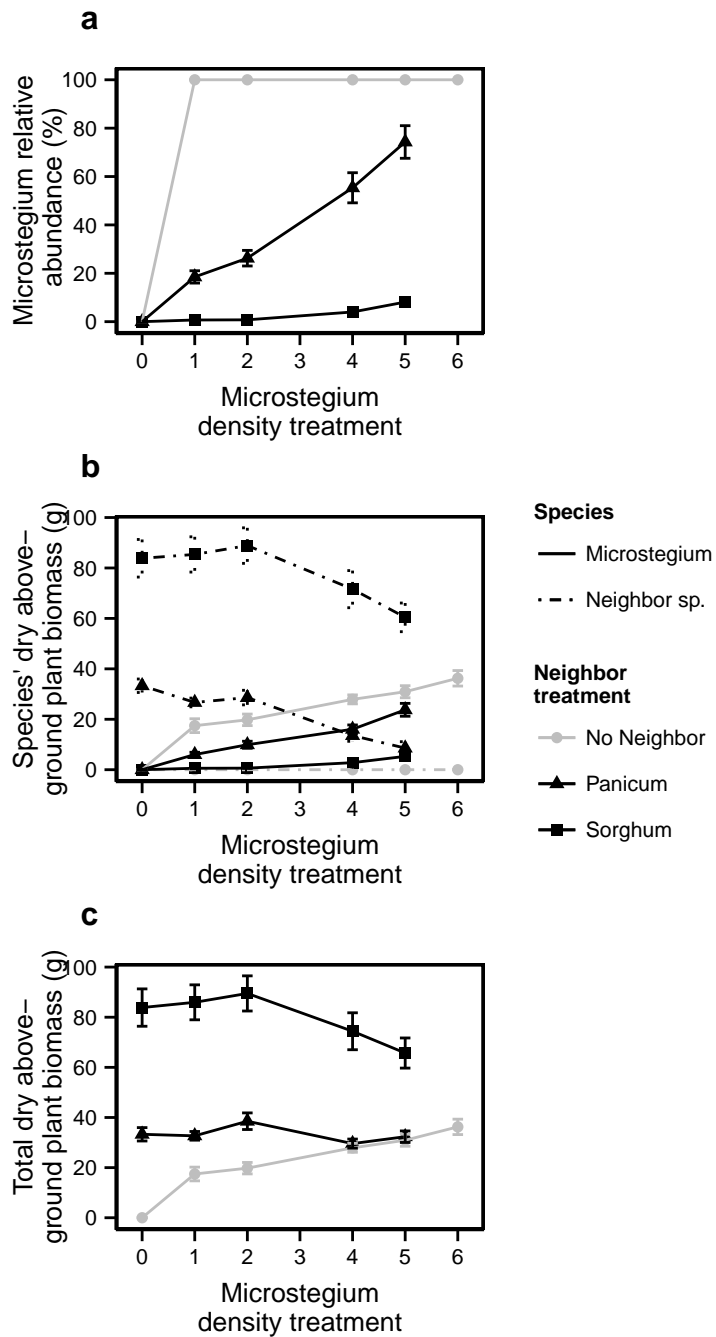 a
Microstegium relative
abundance (%)
100
80
60
40
20
0
0 1 2 3 4 5 6
Microstegium
density treatment
b
Species' dry above–
ground plant biomass (g)
100
80
60
40
20
0
0 1 2 3 4 5 6
Microstegium
density treatment
Species
Microstegium
Neighbor sp.
Neighbor
treatment
No Neighbor
Panicum
Sorghum
c
Total dry above–
ground plant biomass (g)
100
80
60
40
20
0
0 1 2 3 4 5 6
Microstegium
density treatment